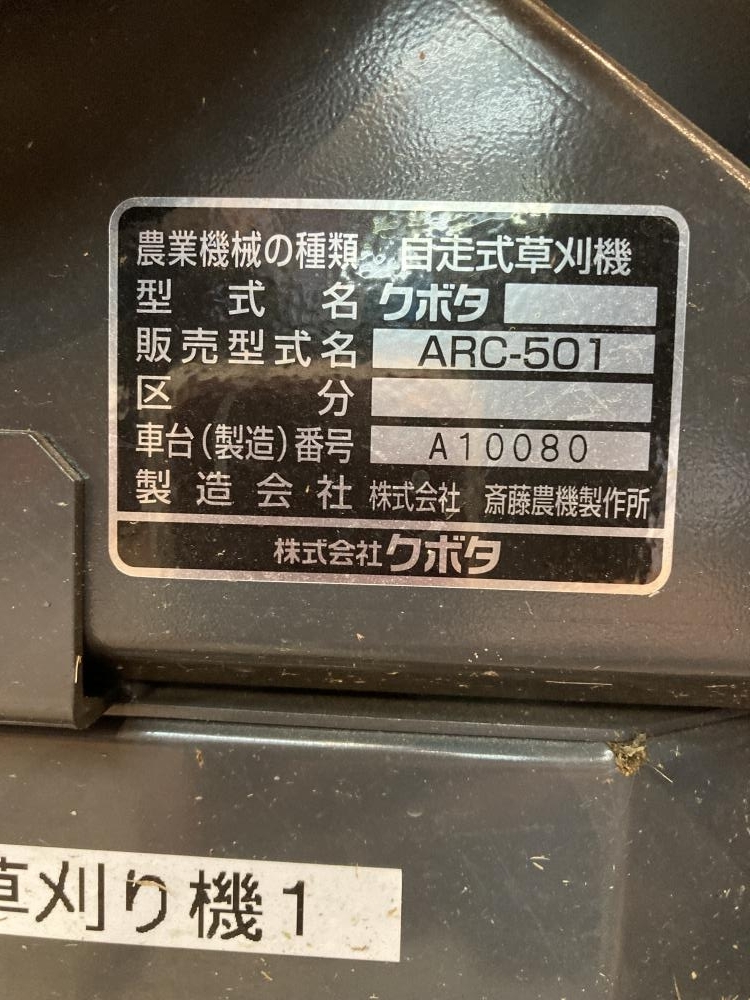 農業機械の種類 自走式草刈機
型式名 クボタ
販売型式名 ARC-501
区分
車台(製造)番号 A10080
製造会社 株式会社 斎藤農機製作所
株式会社クボタ
草刈り機1